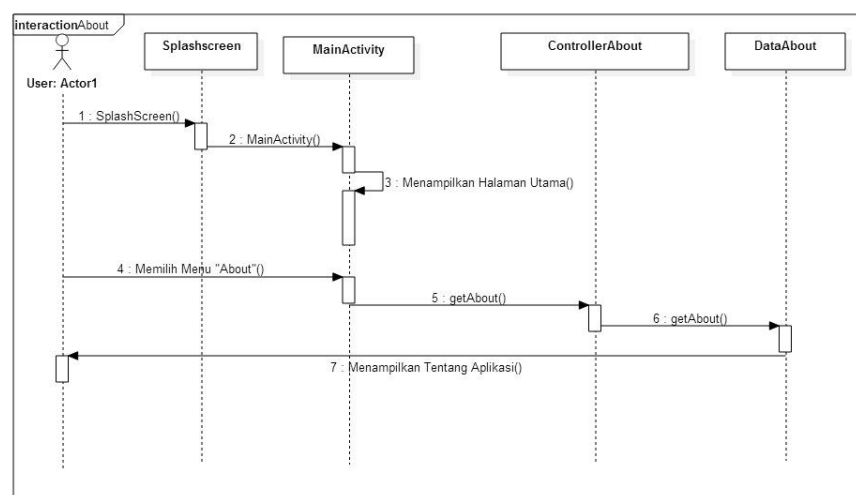 interactionAbout
User: Actor1
Splashscreen
MainActivity
ControllerAbout
DataAbout
1 : SplashScreen()
2 : MainActivity()
3 : Menampilkan Halaman Utama()
4 : Memilih Menu "About"()
5 : getAbout()
6 : getAbout()
7 : Menampilkan Tentang Aplikasi()